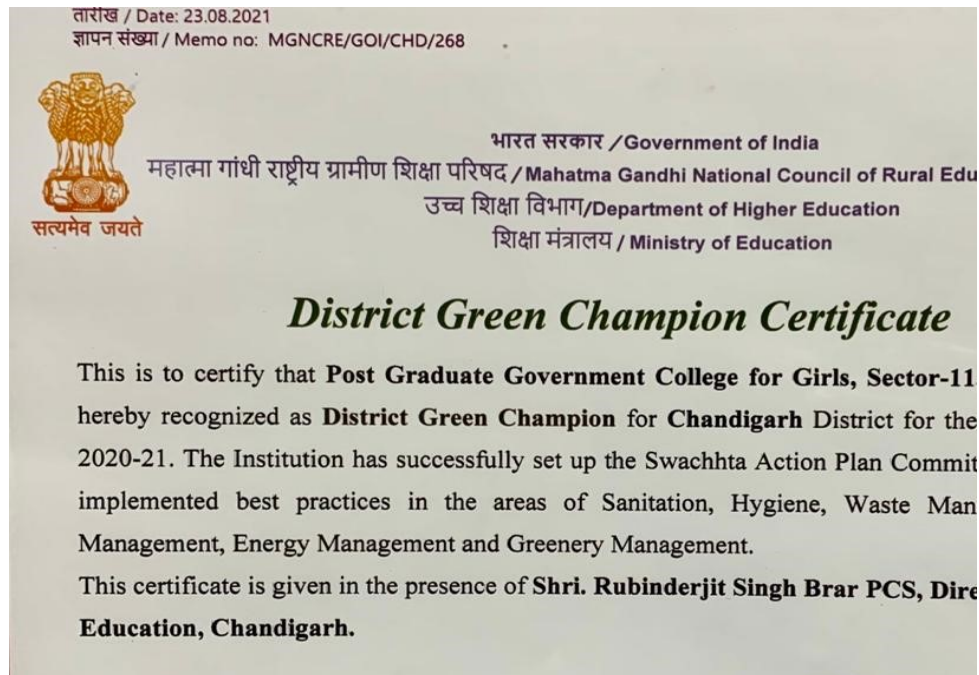 तारीख / Date: 23.08.2021
ज्ञापन संख्या / Memo no: MGNCRE/GOI/CHD/268
सत्यमेव जयते
भारत सरकार / Government of India
महात्मा गांधी राष्ट्रीय ग्रामीण शिक्षा परिषद / Mahatma Gandhi National Council of Rural Edu
उच्च शिक्षा विभाग/Department of Higher Education
शिक्षा मंत्रालय / Ministry of Education
District Green Champion Certificate
This is to certify that Post Graduate Government College for Girls, Sector-11
hereby recognized as District Green Champion for Chandigarh District for the
2020-21. The Institution has successfully set up the Swachhta Action Plan Commit
implemented best practices in the areas of Sanitation, Hygiene, Waste Man
Management, Energy Management and Greenery Management.
This certificate is given in the presence of Shri. Rubinderjit Singh Brar PCS, Dire
Education, Chandigarh.